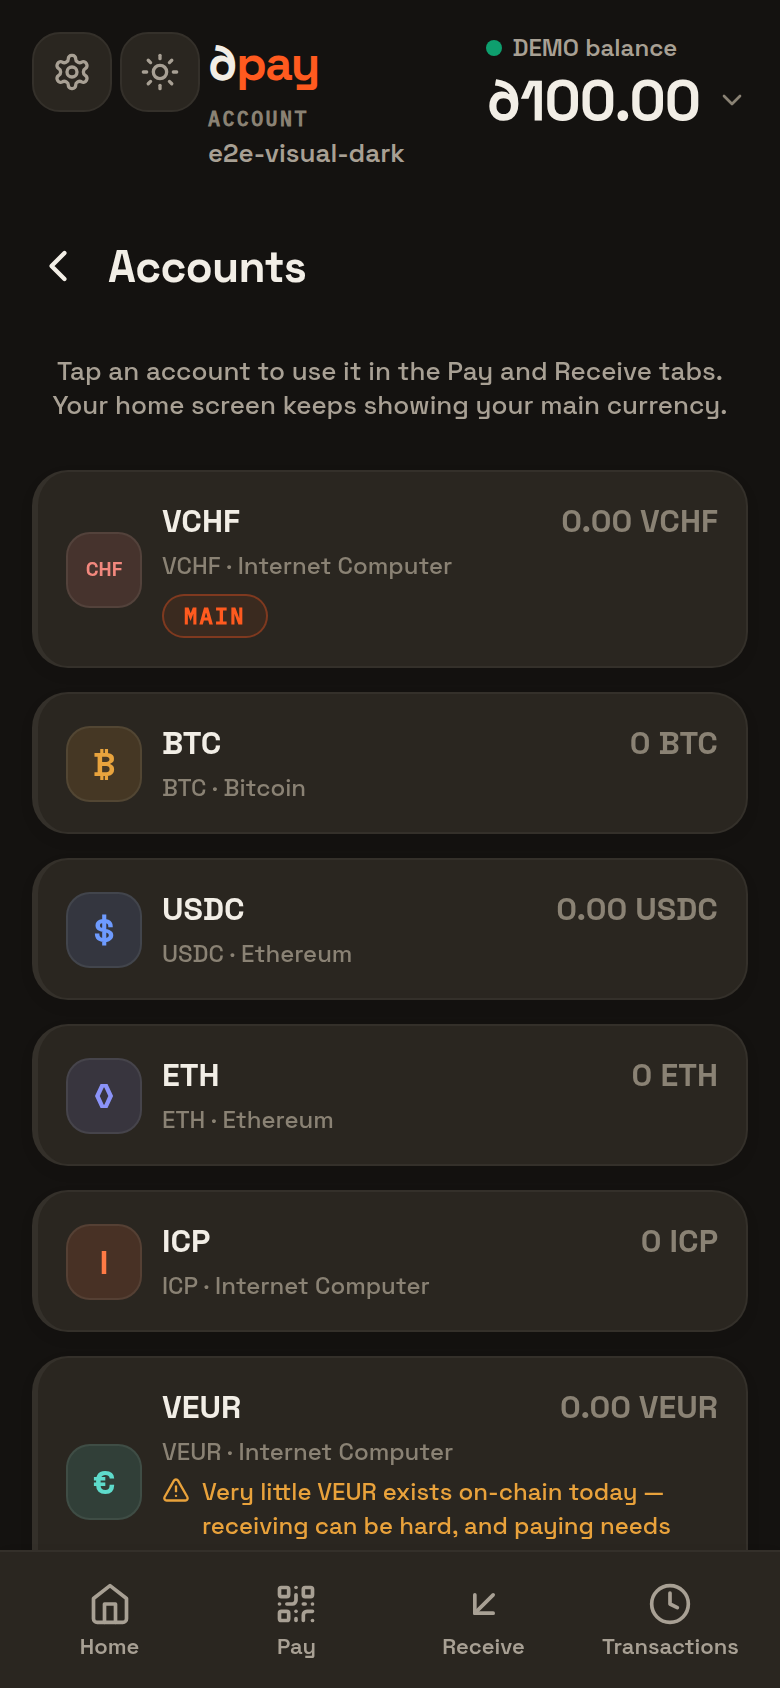 ∂pay
ACCOUNT
e2e-visual-dark
DEMO balance
∂100.00
Accounts
Tap an account to use it in the Pay and Receive tabs.
Your home screen keeps showing your main currency.
CHF
VCHF
0.00 VCHF
VCHF · Internet Computer
MAIN
₿
BTC
0 BTC
BTC · Bitcoin
$
USDC
0.00 USDC
USDC · Ethereum
ETH
0 ETH
ETH · Ethereum
I
ICP
0 ICP
ICP · Internet Computer
€
VEUR
0.00 VEUR
VEUR · Internet Computer
Very little VEUR exists on-chain today —
receiving can be hard, and paying needs
Home
Pay
Receive
Transactions